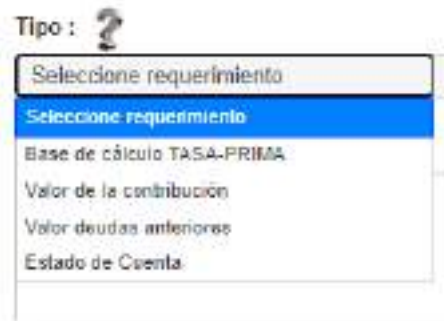 Tipo :
Seleccione requerimiento
Seleccione requerimiento
Base de cálculo TASA-PRIMA
Valor de la contribución
Valor deudas anteriores
Estado de Cuenta